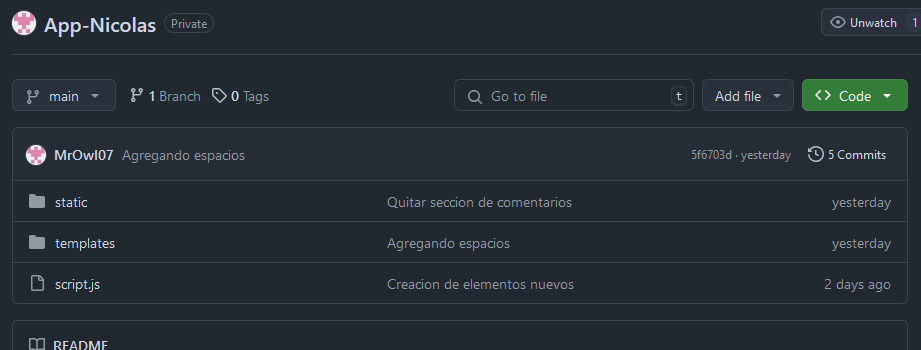 App-Nicolas Private Unwatch 1
main 1 Branch 0 Tags Go to file t Add file Code
MrOwl07 Agregando espacios 5f6703d · yesterday 5 Commits
static Quitar seccion de comentarios yesterday
templates Agregando espacios yesterday
script.js Creacion de elementos nuevos 2 days ago
README